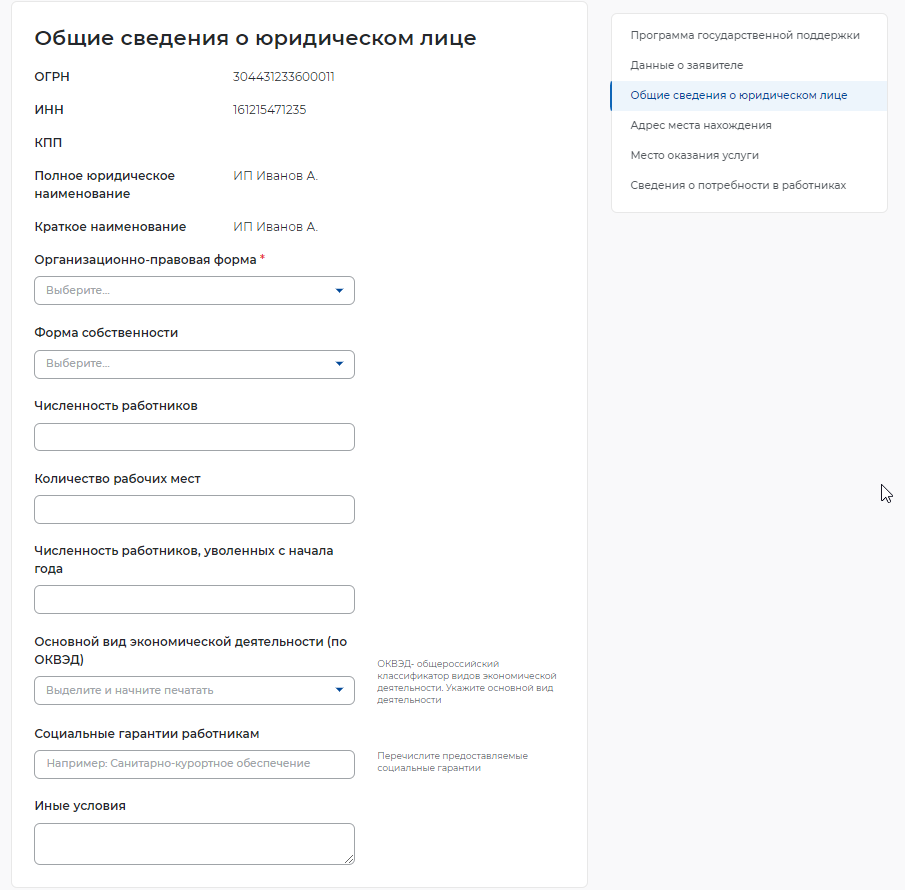 Общие сведения о юридическом лице
ОГРН 304431233600011
ИНН 161215471235
КПП
Полное юридическое ИП Иванов А.
наименование
Краткое наименование ИП Иванов А.
Организационно-правовая форма *
Выберите...
Форма собственности
Выберите...
Численность работников
Количество рабочих мест
Численность работников, уволенных с начала
года
Основной вид экономической деятельности (по
ОКВЭД)
Выделите и начните печатать
ОКВЭД- общероссийский
классификатор видов экономической
деятельности. Укажите основной вид
деятельности
Социальные гарантии работникам
Например: Санитарно-курортное обеспечение
Перечислите предоставляемые
социальные гарантии
Иные условия
Программа государственной поддержки
Данные о заявителе
Общие сведения о юридическом лице
Адрес места нахождения
Место оказания услуги
Сведения о потребности в работниках